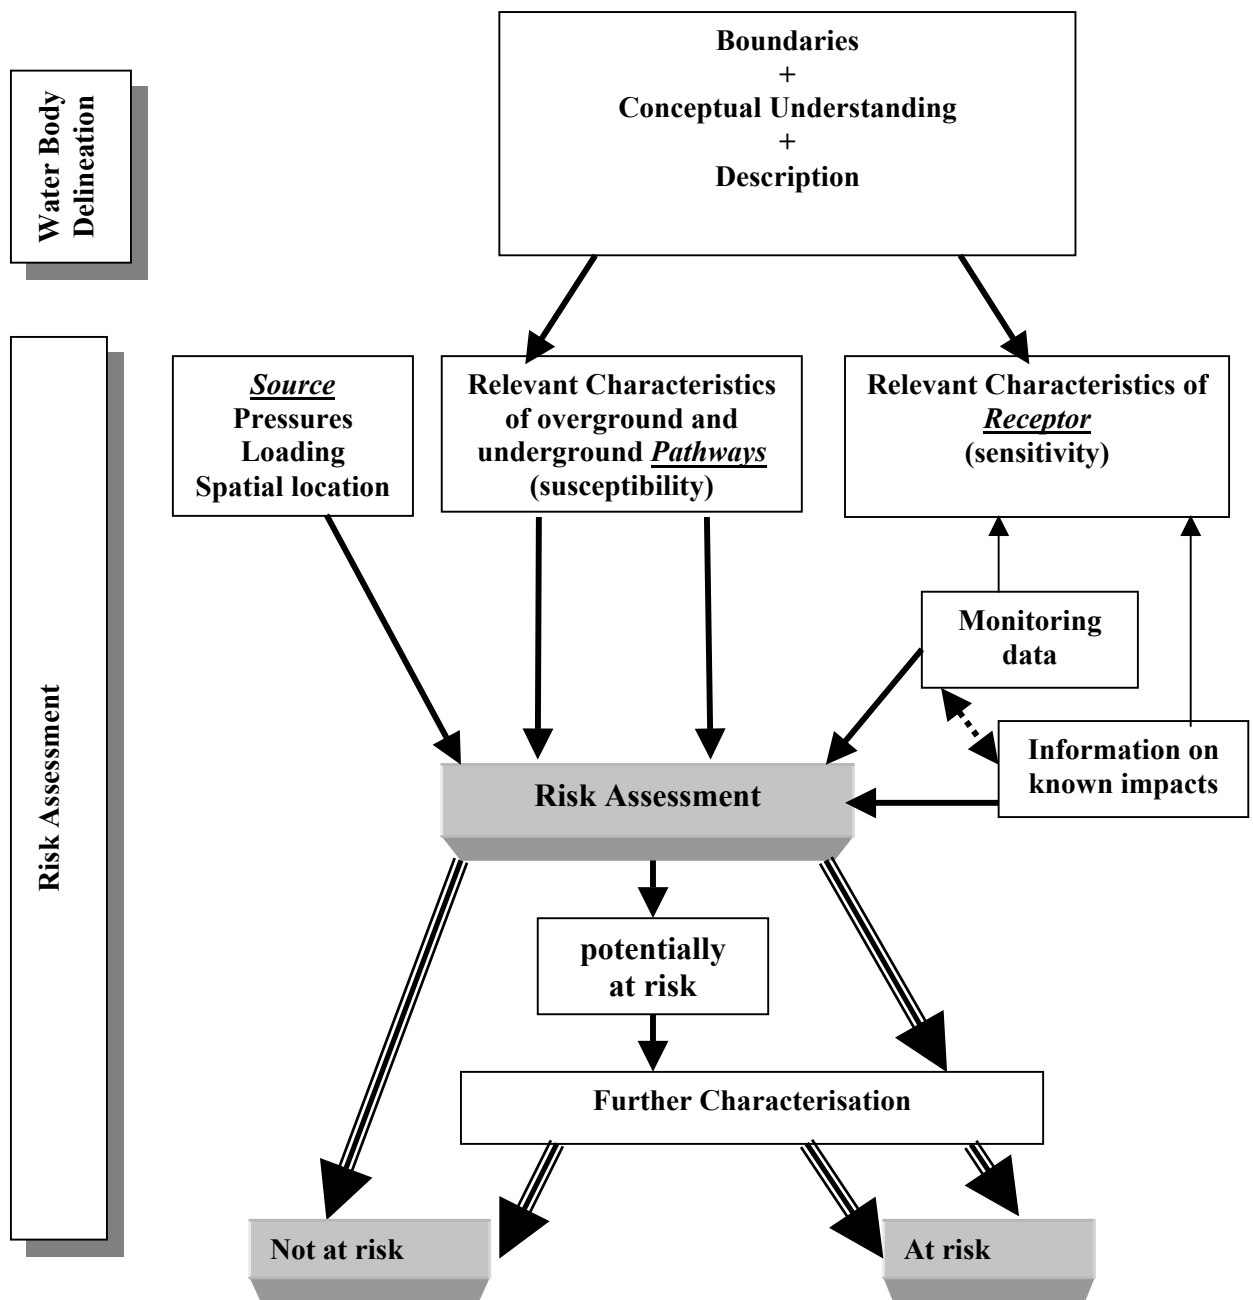 Water Body
Delineation
Boundaries
+
Conceptual Understanding
+
Description
Risk Assessment
Source
Pressures
Loading
Spatial location
Relevant Characteristics
of overground and
underground Pathways
(susceptibility)
Relevant Characteristics of
Receptor
(sensitivity)
Monitoring
data
Information on
known impacts
Risk Assessment
potentially
at risk
Further Characterisation
Not at risk
At risk